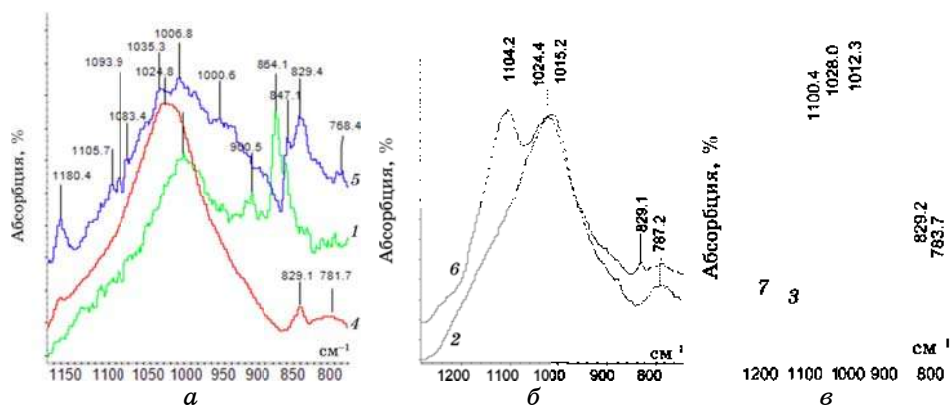 Абсорбция, %
1180.4
1105.7
1093.9
1083.4
1035.3
1024.8
1006.8
1000.6
900.5
864.1
847.1
829.4
768.4
5
1
4
829.1
781.7
см⁻¹
1150 1100 1000 950 900 850 800
а
Абсорбция, %
1104.2
1024.4
1015.2
829.1
787.2
6
2
см⁻¹
1200 1100 1000 900 800
б
Абсорбция, %
1100.4
1028.0
1012.3
829.2
783.7
7
3
см⁻¹
1200 1100 1000 900 800
в